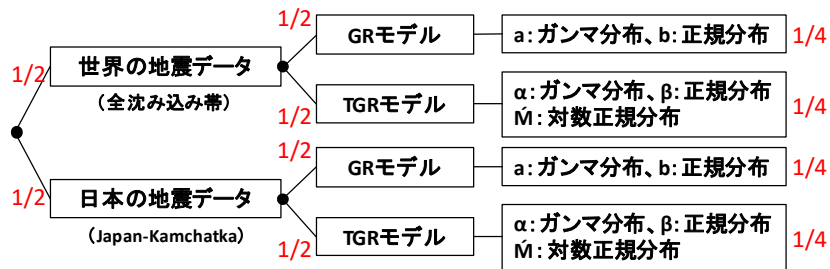 1/2
世界の地震データ
（全沈み込み帯）
1/2
GRモデル
a: ガンマ分布、b: 正規分布
1/4
1/2
TGRモデル
α: ガンマ分布、β: 正規分布
Ḿ: 対数正規分布
1/4
1/2
日本の地震データ
（Japan-Kamchatka）
1/2
GRモデル
a: ガンマ分布、b: 正規分布
1/4
1/2
TGRモデル
α: ガンマ分布、β: 正規分布
Ḿ: 対数正規分布
1/4